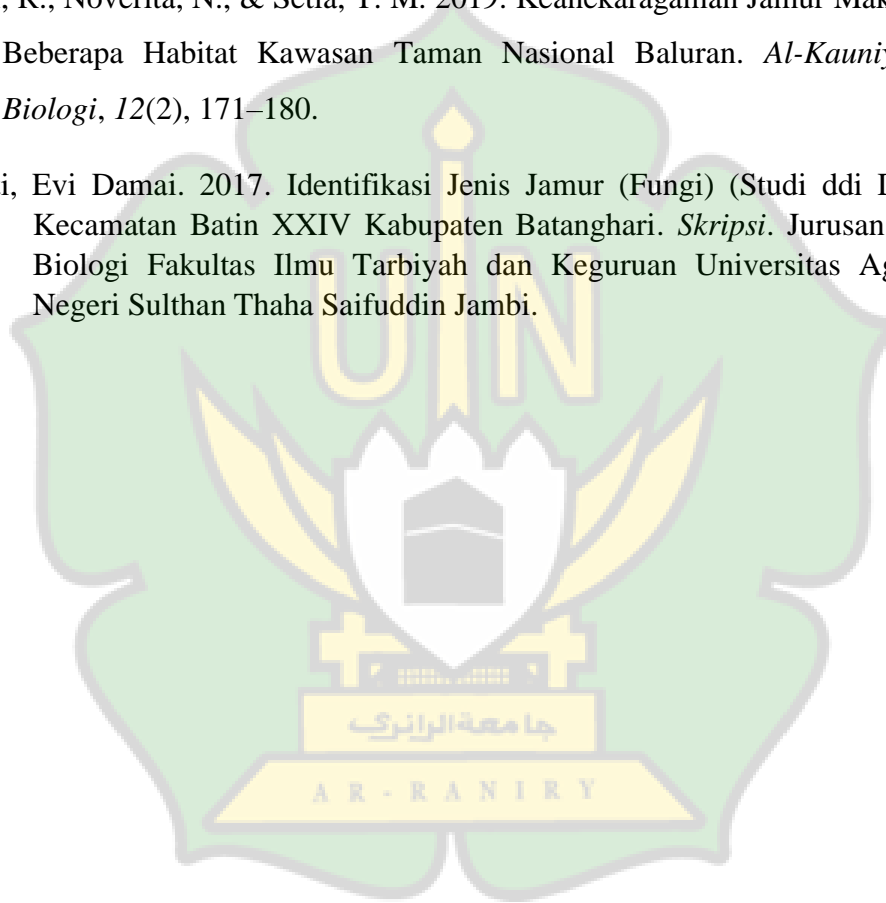 , R., Noverita, N., & Setia, T. M. 2019. Keanekaragaman Jamur Mak
Beberapa Habitat Kawasan Taman Nasional Baluran. Al-Kauniy
Biologi, 12(2), 171–180.
i, Evi Damai. 2017. Identifikasi Jenis Jamur (Fungi) (Studi ddi D
Kecamatan Batin XXIV Kabupaten Batanghari. Skripsi. Jurusan
Biologi Fakultas Ilmu Tarbiyah dan Keguruan Universitas Ag
Negeri Sulthan Thaha Saifuddin Jambi.
UIN
جامعة الرانري
AR-RANIRY